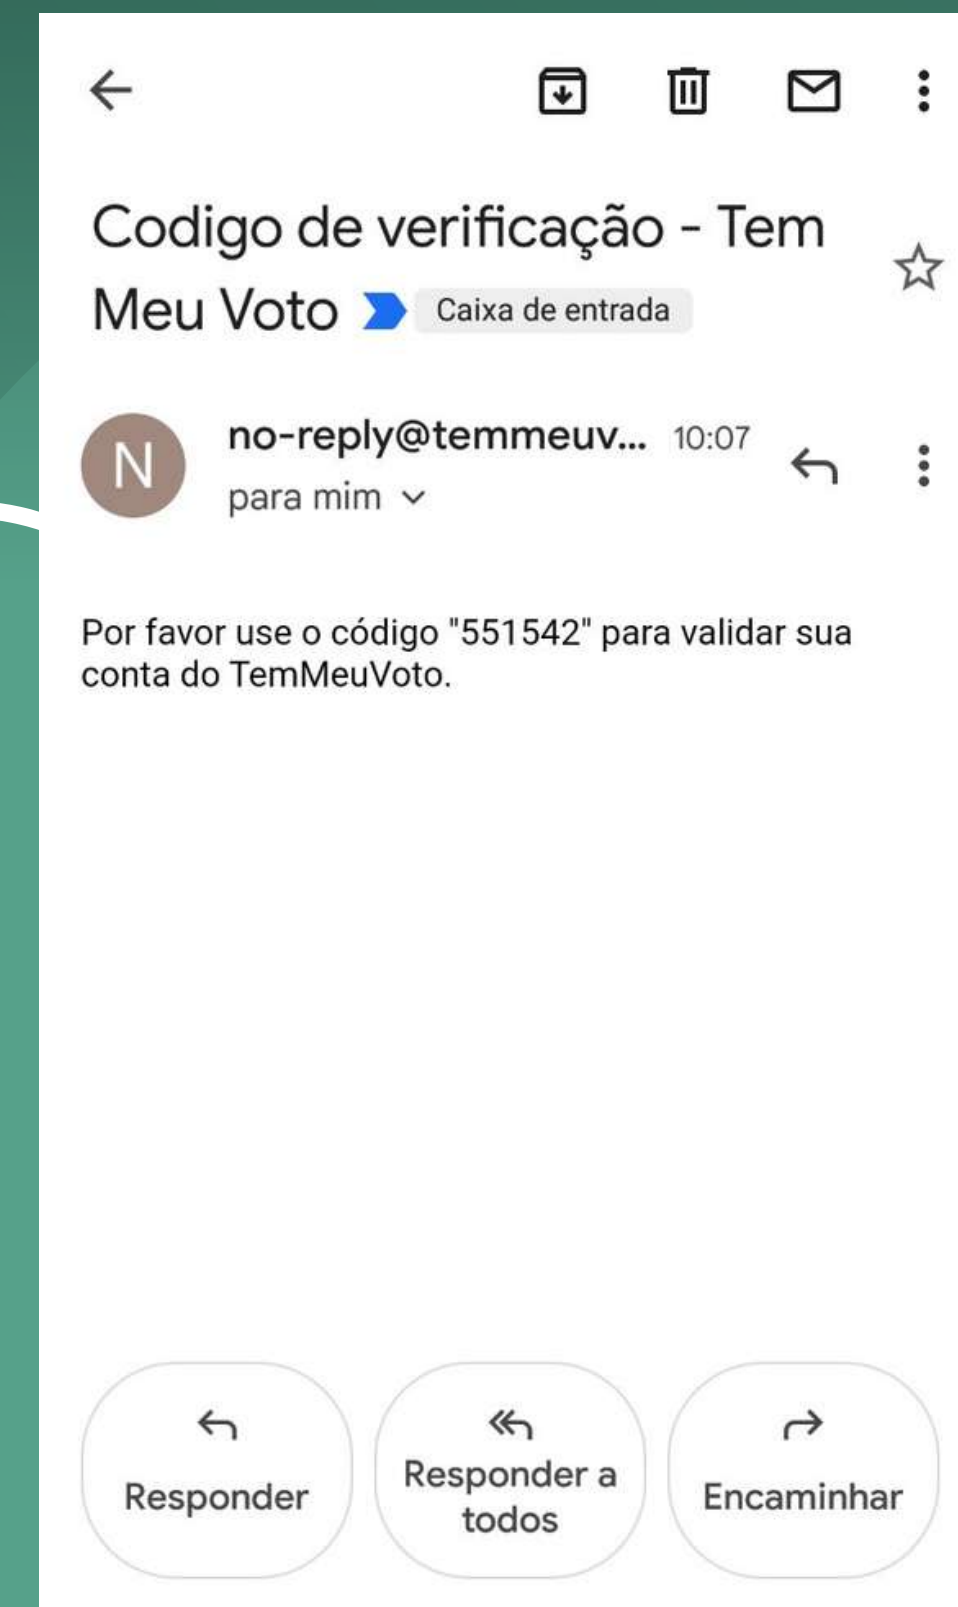 Codigo de verificação - Tem
Meu Voto Caixa de entrada
N
no-reply@temmeuv... 10:07
para mim
Por favor use o código "551542" para validar sua
conta do TemMeuVoto.
Responder
Responder a
todos
Encaminhar